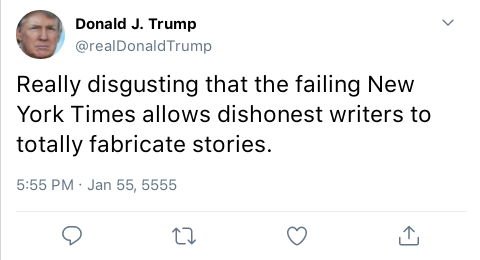 Donald J. Trump
@realDonaldTrump
Really disgusting that the failing New
York Times allows dishonest writers to
totally fabricate stories.
5:55 PM · Jan 55, 5555